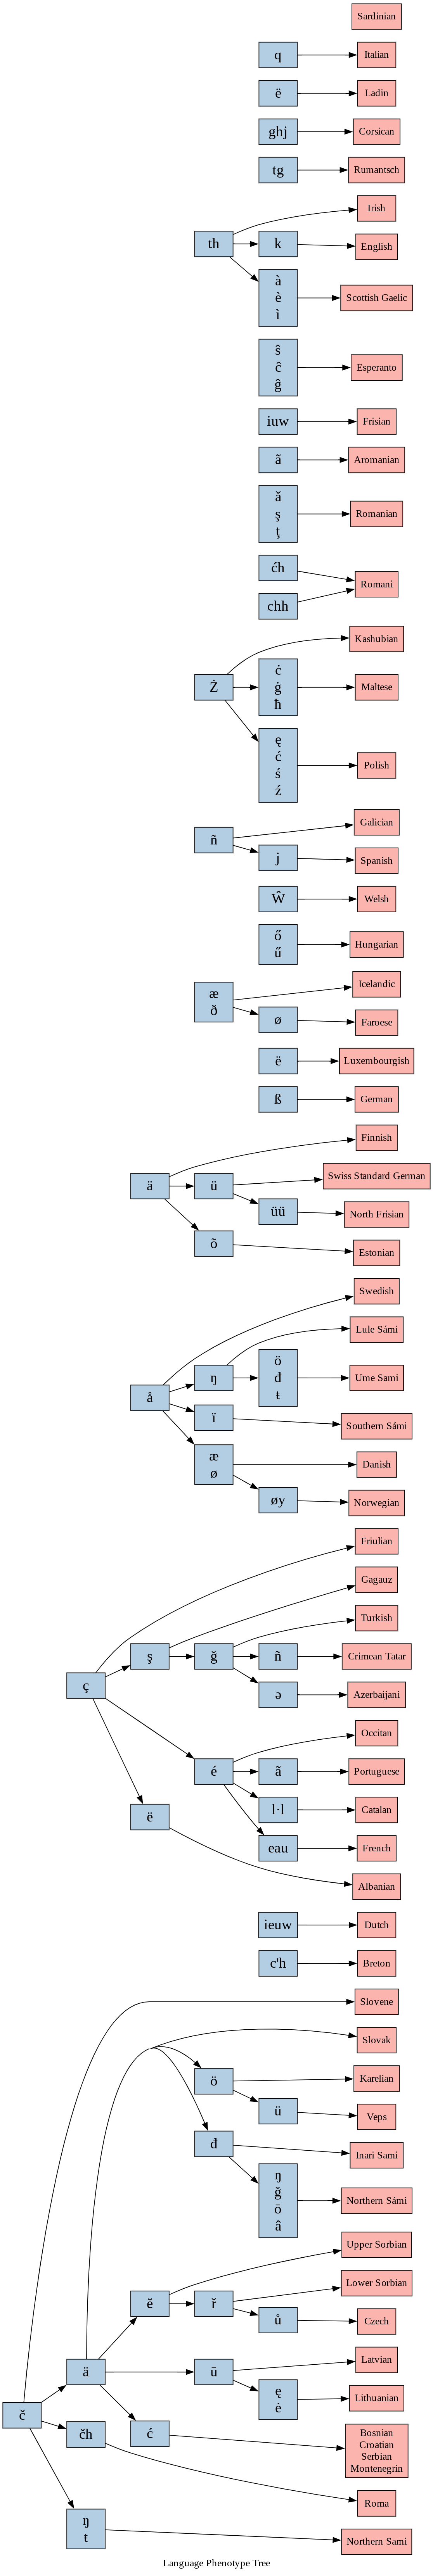 Sardinian
q
Italian
ë
Ladin
ghj
Corsican
tg
Rumantsch
Irish
th
k
English
à
è
ì
Scottish Gaelic
ŝ
ĉ
ĝ
Esperanto
iuw
Frisian
ã
Aromanian
ă
ş
ţ
Romanian
ćh
chh
Romani
Kashubian
Ż
ċ
ġ
ħ
Maltese
ę
ć
ś
ź
Polish
Galician
ñ
j
Spanish
Ŵ
Welsh
ő
ű
Hungarian
Icelandic
æ
ð
ø
Faroese
ë
Luxembourgish
ß
German
Finnish
ä
ü
Swiss Standard German
üü
North Frisian
õ
Estonian
Swedish
Lule Sámi
å
ŋ
ö
đ
ŧ
Ume Sami
ï
Southern Sámi
æ
ø
Danish
øy
Norwegian
Friulian
Gagauz
Turkish
ç
ş
ğ
ñ
Crimean Tatar
ə
Azerbaijani
Occitan
é
ã
Portuguese
l·l
Catalan
ë
eau
French
Albanian
ieuw
Dutch
c'h
Breton
Slovene
Slovak
ö
Karelian
ü
Veps
đ
Inari Sami
ŋ
ğ
õ
â
Northern Sámi
Upper Sorbian
ě
ř
Lower Sorbian
ů
Czech
Latvian
ä
ū
ę
ė
Lithuanian
č
čh
ć
Bosnian
Croatian
Serbian
Montenegrin
Roma
ŋ
ŧ
Northern Sami
Language Phenotype Tree